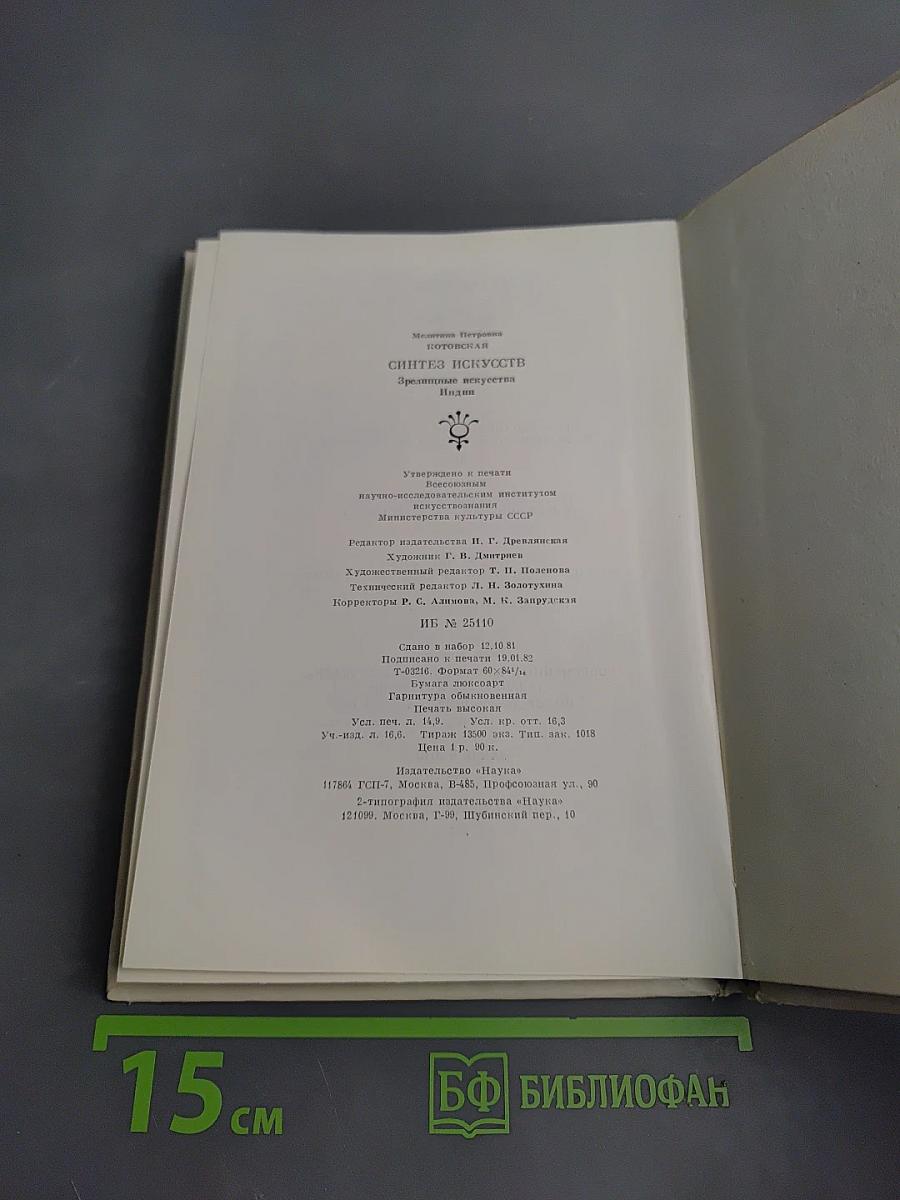 Мелитина Петровна
КОТОВСКАЯ
СИНТЕЗ ИСКУССТВ
Зрелищные искусства
Индии
Утверждено к печати
Всесоюзным
научно-исследовательским институтом
искусствознания
Министерства культуры СССР
Редактор издательства И. Г. Древлянская
Художник Г. В. Дмитриев
Художественный редактор Т. П. Поленова
Технический редактор Л. Н. Золотухина
Корректоры Р. С. Алимова, М. К. Запрудская
ИБ № 25110
Сдано в набор 12.10 81
Подписано к печати 19.01.82
Т-03216. Формат 60×84¹/₁₆
Бумага люксоарт
Гарнитура обыкновенная
Печать высокая
Усл. печ. л. 14,9. Усл. кр. отт. 16,3
Уч.-изд. л. 16,6. Тираж 13500 экз. Тип. зак. 1018
Цена 1 р. 90 к.
Издательство «Наука»
117864 ГСП-7, Москва, В-485, Профсоюзная ул., 90
2-типография издательства «Наука»
121099. Москва, Г-99, Шубинский пер., 10
15 см
БФ БИБЛИОФАН